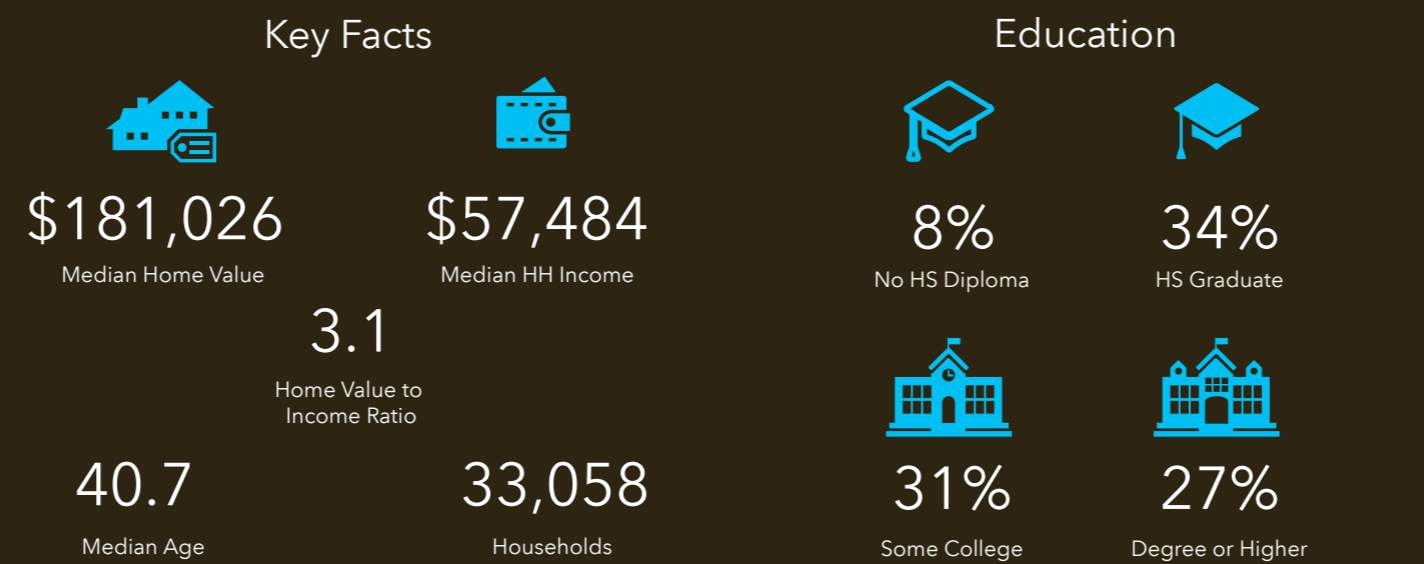 Key Facts
$181,026
Median Home Value
$57,484
Median HH Income
3.1
Home Value to
Income Ratio
40.7
Median Age
33,058
Households
Education
8%
No HS Diploma
34%
HS Graduate
31%
Some College
27%
Degree or Higher